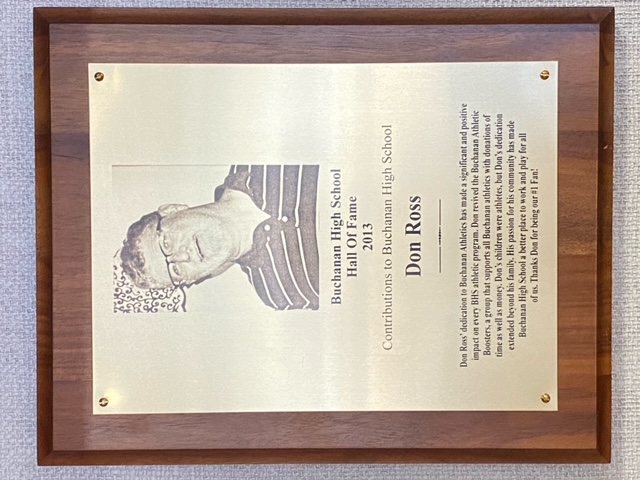 Buchanan High School
Hall Of Fame
2013
Contributions to Buchanan High School
Don Ross
Don Ross' dedication to Buchanan Athletics has made a significant and positive
impact on every BHS athletic program. Don revived the Buchanan Athletic
Boosters, a group that supports all Buchanan athletics with donations of
time as well as money. Don's children were athletes, but Don's dedication
extended beyond his family. His passion for his community has made
Buchanan High School a better place to work and play for all
of us. Thanks Don for being our #1 Fan!